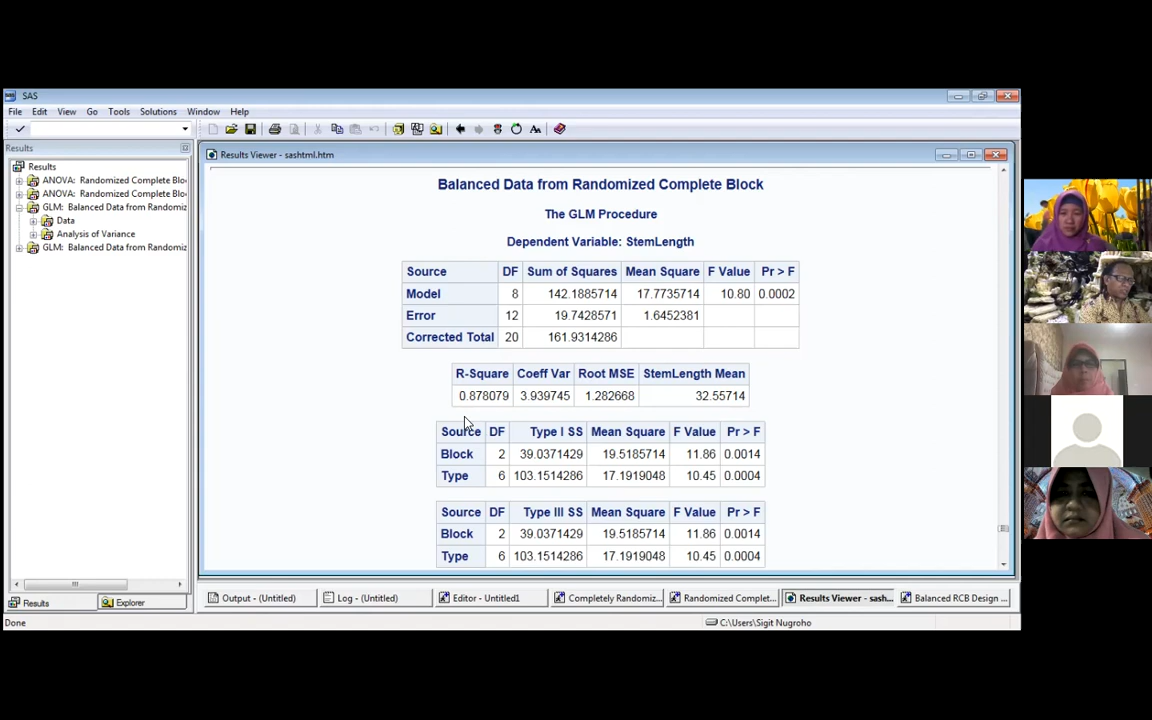 SAS
File Edit View Go Tools Solutions Window Help
Results
Results Viewer - sashtml.htm
Results
ANOVA: Randomized Complete Blo
ANOVA: Randomized Complete Blo
GLM: Balanced Data from Randomiz
Data
Analysis of Variance
GLM: Balanced Data from Randomiz
Balanced Data from Randomized Complete Block
The GLM Procedure
Dependent Variable: StemLength
Source DF Sum of Squares Mean Square F Value Pr > F
Model 8 142.1885714 17.7735714 10.80 0.0002
Error 12 19.7428571 1.6452381
Corrected Total 20 161.9314286
R-Square Coeff Var Root MSE StemLength Mean
0.878079 3.939745 1.282668 32.55714
Source DF Type I SS Mean Square F Value Pr > F
Block 2 39.0371429 19.5185714 11.86 0.0014
Type 6 103.1514286 17.1919048 10.45 0.0004
Source DF Type III SS Mean Square F Value Pr > F
Block 2 39.0371429 19.5185714 11.86 0.0014
Type 6 103.1514286 17.1919048 10.45 0.0004
Results Explorer
Output - (Untitled) Log - (Untitled) Editor - Untitled1 Completely Randomiz... Randomized Complet... Results Viewer - sash... Balanced RCB Design ...
Done C:\Users\Sigit Nugroho